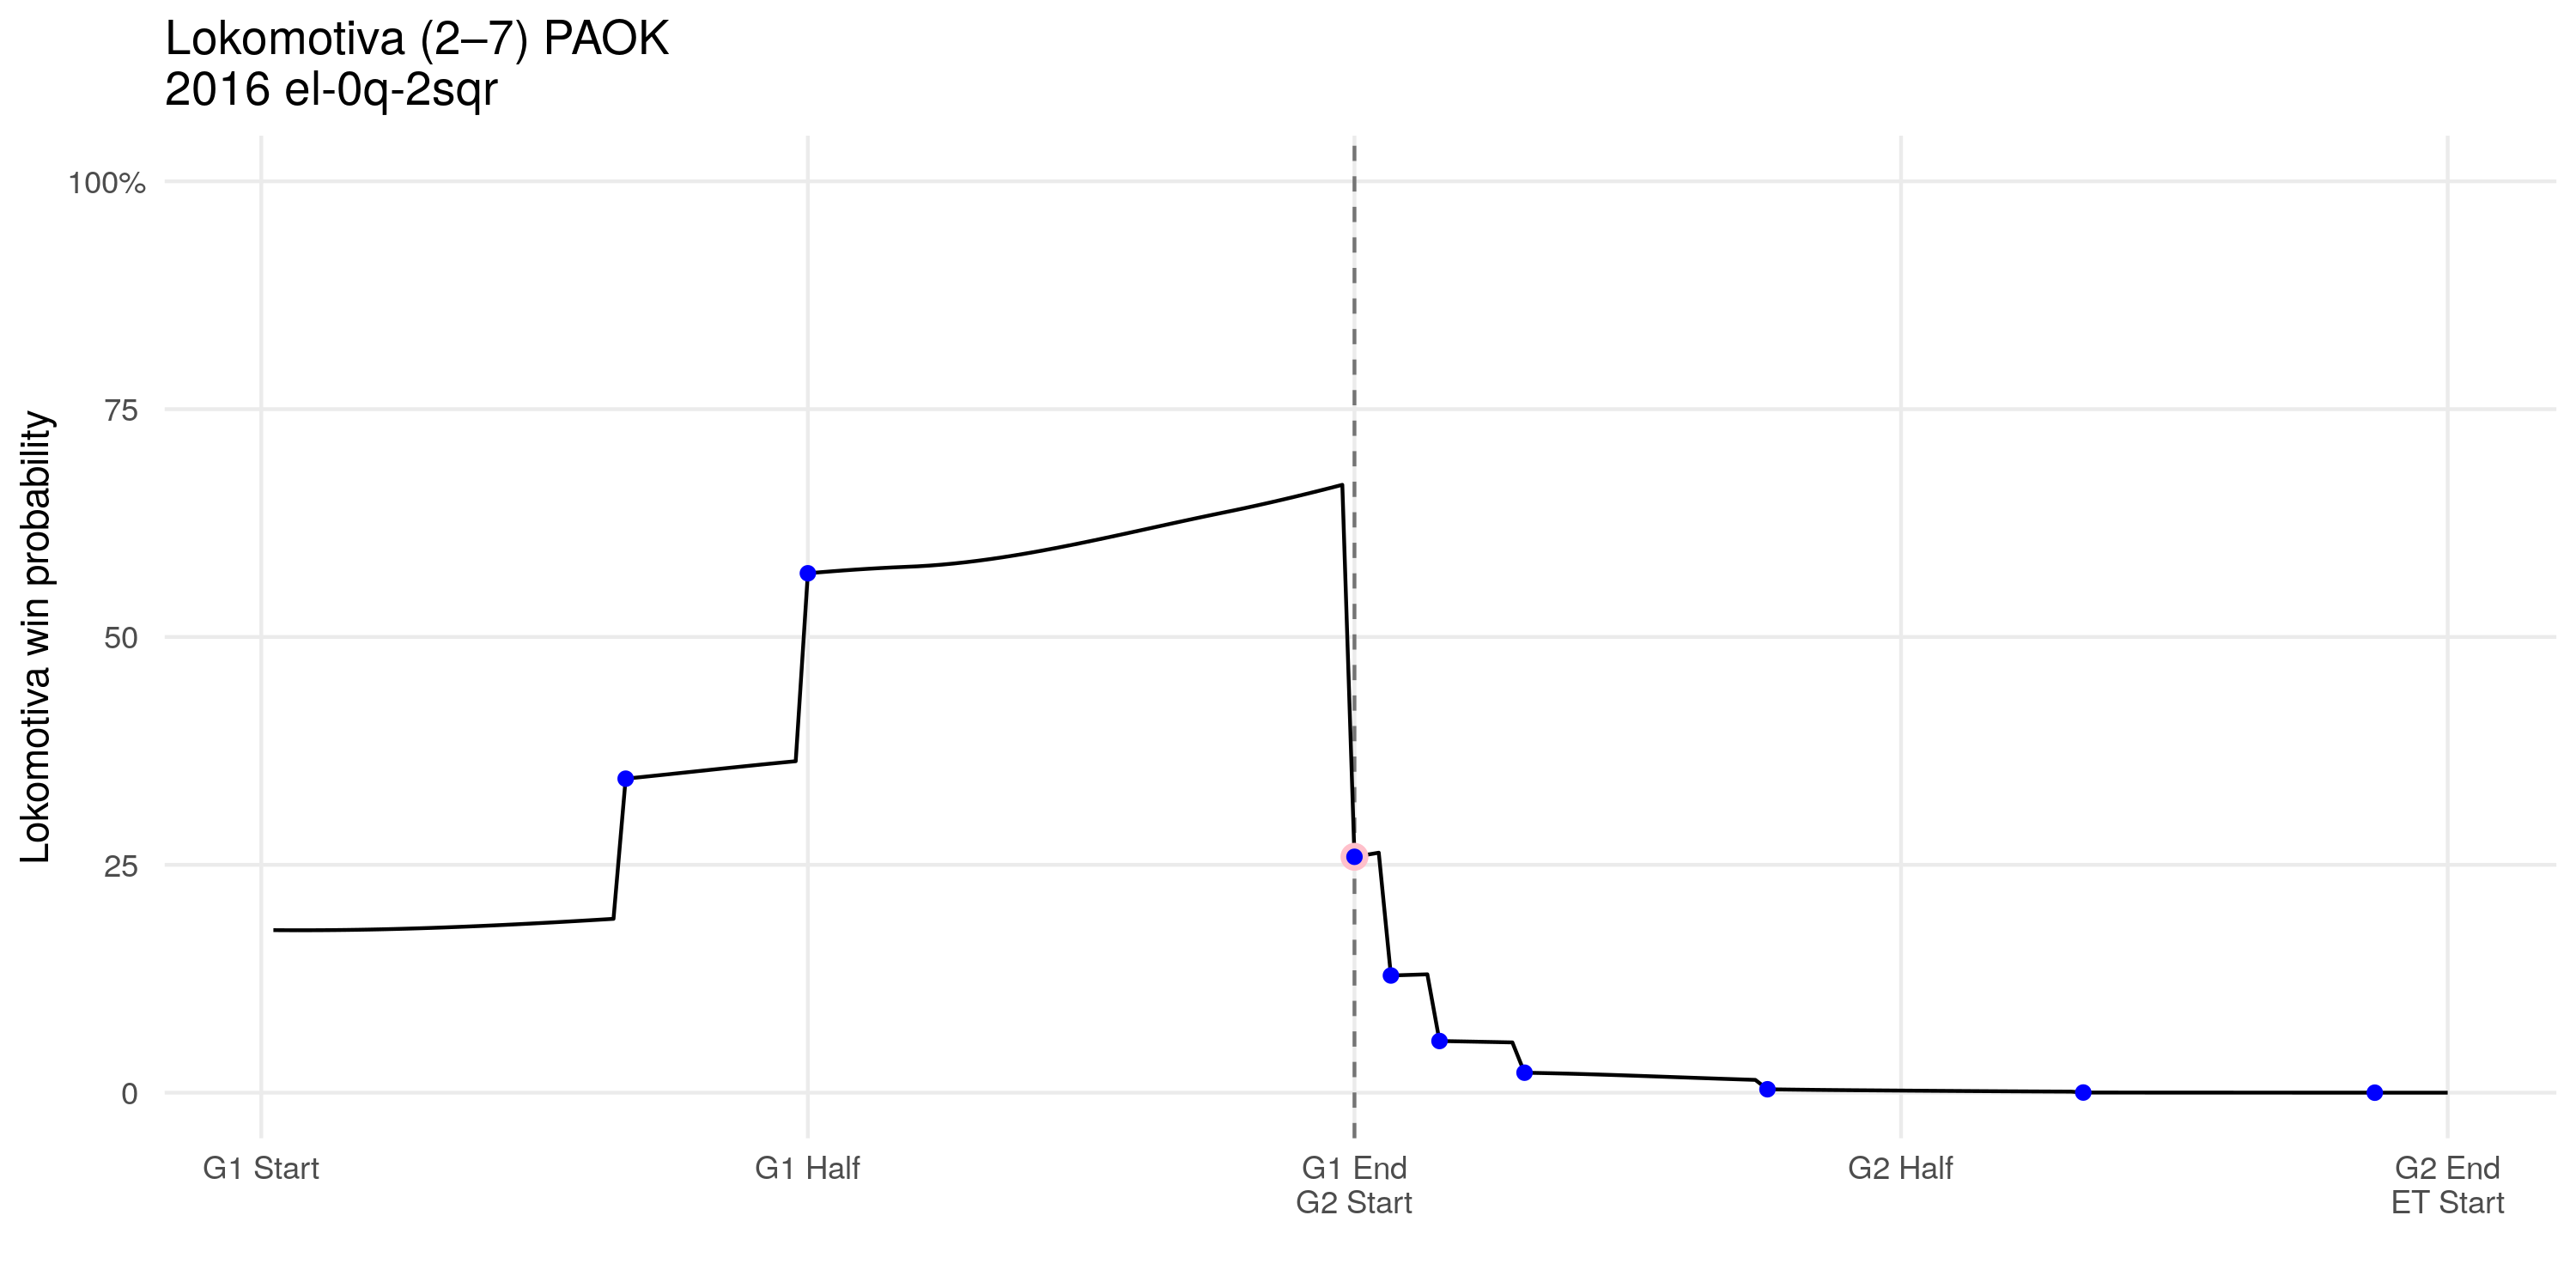 Lokomotiva (2–7) PAOK
2016 el-0q-2sqr
Lokomotiva win probability
100%
75
50
25
0
G1 Start
G1 Half
G1 End
G2 Start
G2 Half
G2 End
ET Start